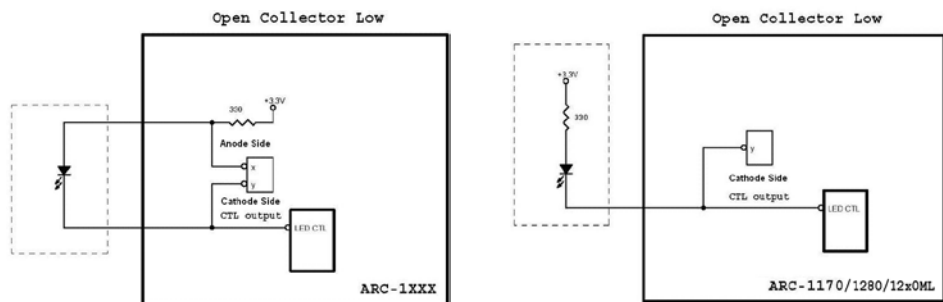 Open Collector Low
+3.3V
330
Anode Side
x
y
Cathode Side
CTL output
LED CTL
ARC-1XXX
Open Collector Low
+3.3V
330
y
Cathode Side
CTL output
LED CTL
ARC-1170/1280/12x0ML